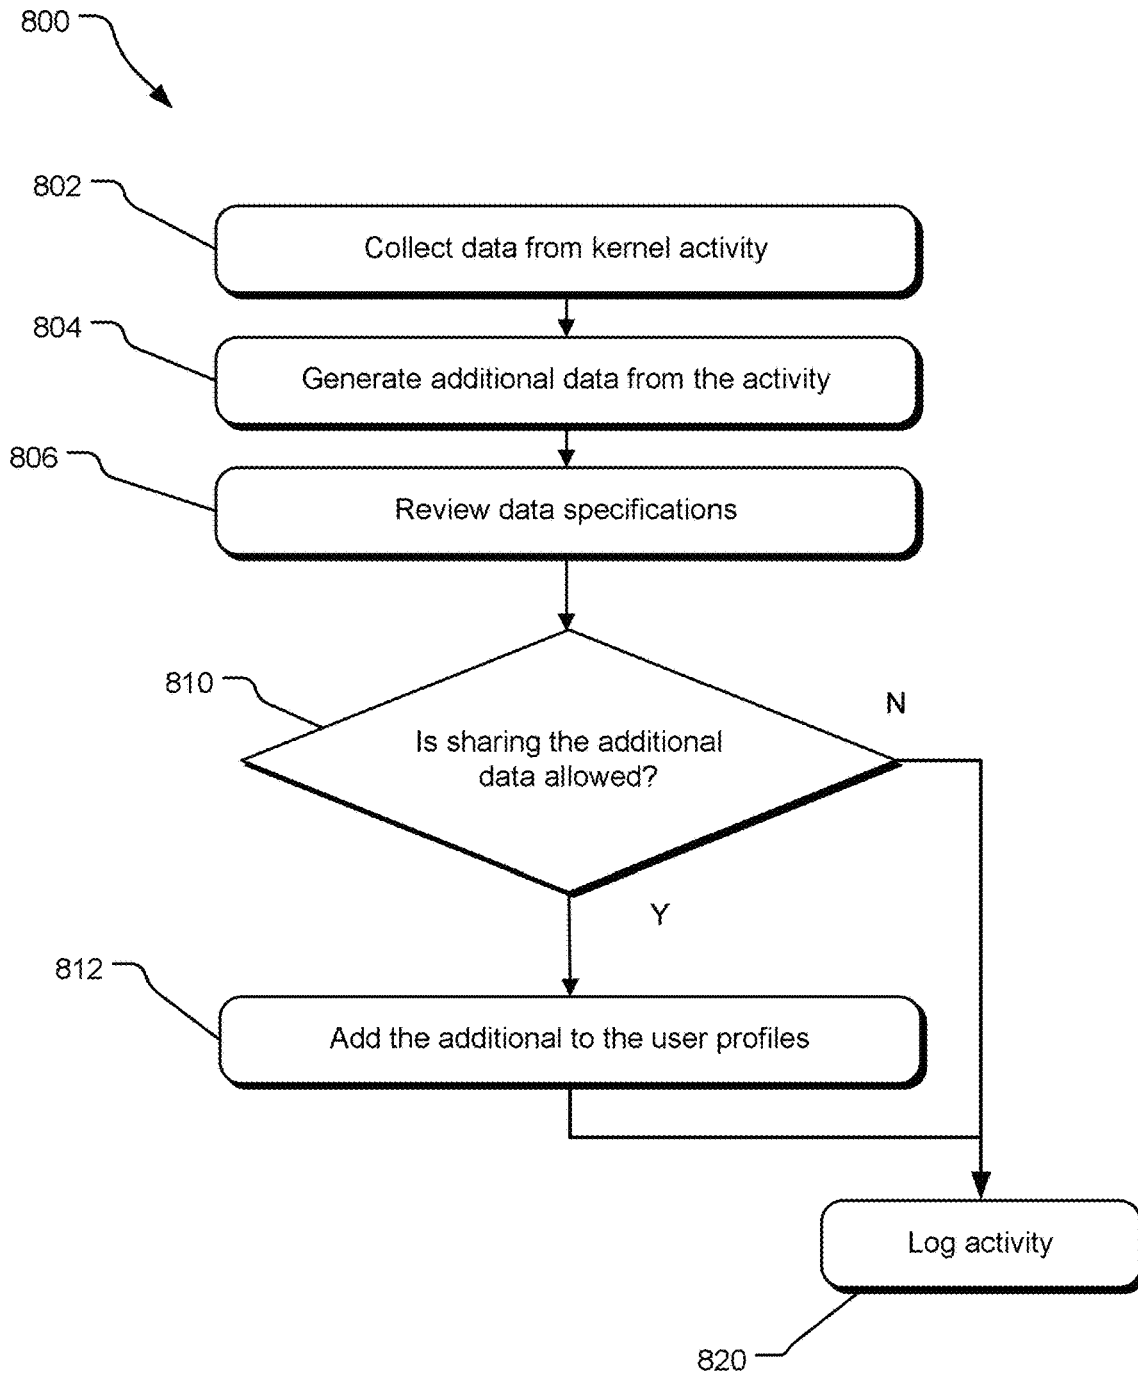 800
802
Collect data from kernel activity
804
Generate additional data from the activity
806
Review data specifications
810
N
Is sharing the additional
data allowed?
Y
812
Add the additional to the user profiles
Log activity
820